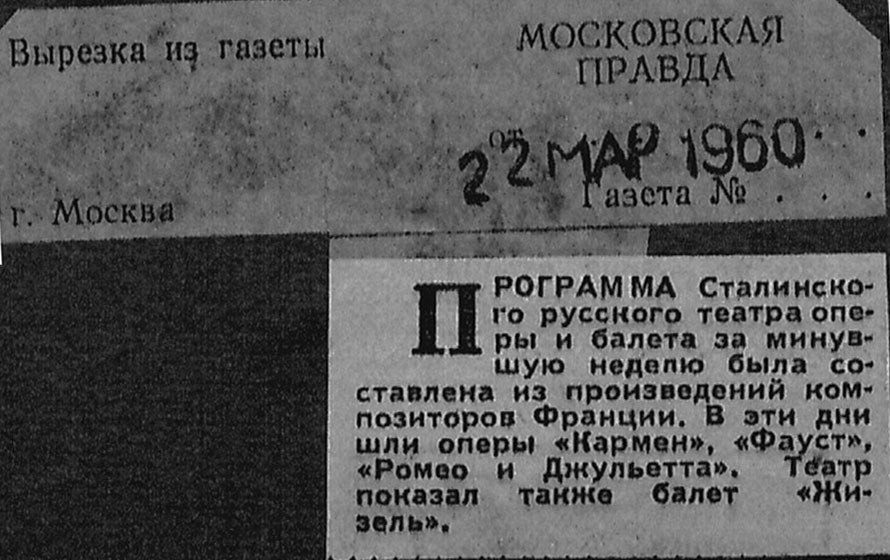 Вырезка из газеты
МОСКОВСКАЯ
ПРАВДА
от
22 МАР 1960 . .
г. Москва
Газета № . . .
ПРОГРАММА Сталинско-
го русского театра опе-
ры и балета за минув-
шую неделю была со-
ставлена из произведений ком-
позиторов Франции. В эти дни
шли оперы «Кармен», «Фауст»,
«Ромео и Джульетта». Театр
показал также балет «Жи-
зель».